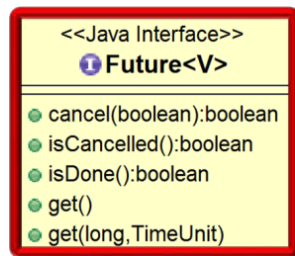 <<Java Interface>>
I Future<V>
cancel(boolean):boolean
isCancelled():boolean
isDone():boolean
get()
get(long,TimeUnit)